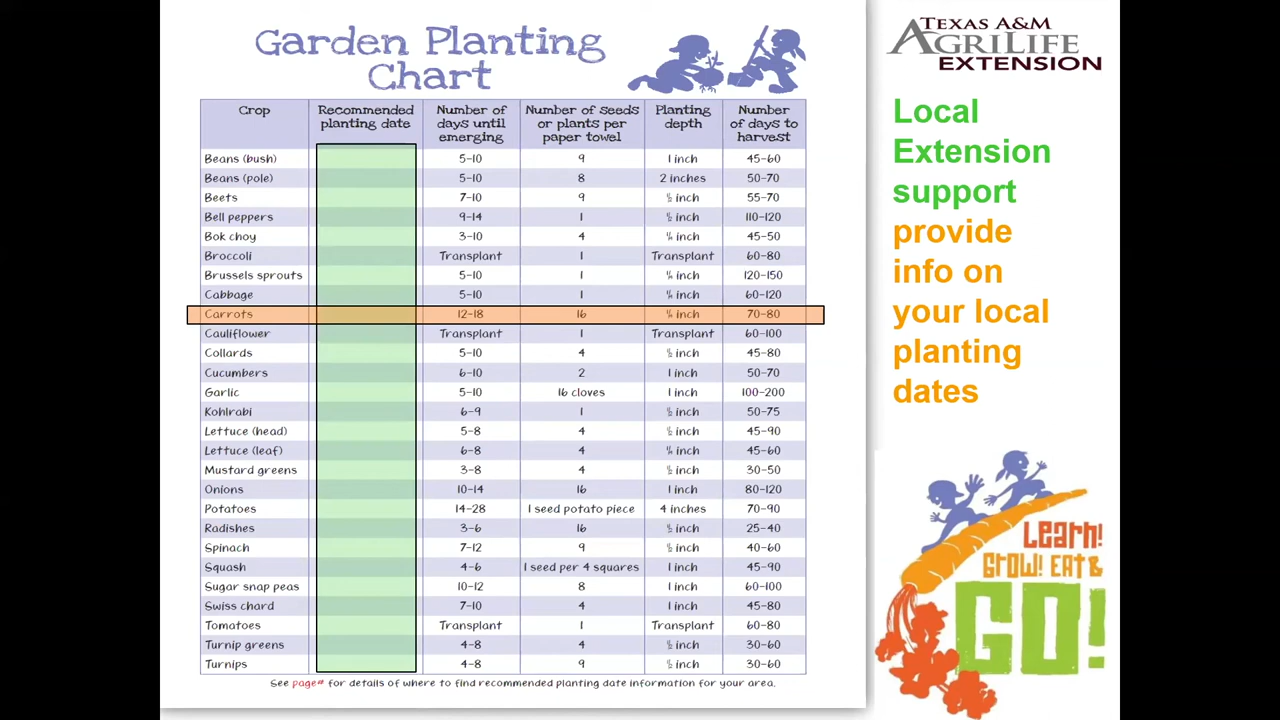 Garden Planting
Chart
Crop Recommended planting date Number of days until emerging Number of seeds or plants per paper towel Planting depth Number of days to harvest
Beans (bush) 5-10 9 1 inch 45-60
Beans (pole) 5-10 8 2 inches 50-70
Beets 7-10 9 ½ inch 55-70
Bell peppers 9-14 1 ½ inch 110-120
Bok choy 3-10 4 ¼ inch 45-50
Broccoli Transplant 1 Transplant 60-80
Brussels sprouts 5-10 1 ¼ inch 120-150
Cabbage 5-10 1 ¼ inch 60-120
Carrots 12-18 16 ¼ inch 70-80
Cauliflower Transplant 1 Transplant 60-100
Collards 5-10 4 ½ inch 45-80
Cucumbers 6-10 2 1 inch 50-70
Garlic 5-10 16 cloves 1 inch 100-200
Kohlrabi 6-9 1 ½ inch 50-75
Lettuce (head) 5-8 4 ½ inch 45-90
Lettuce (leaf) 6-8 4 ¼ inch 45-60
Mustard greens 3-8 4 ½ inch 30-50
Onions 10-14 16 1 inch 80-120
Potatoes 14-28 1 seed potato piece 4 inches 70-90
Radishes 3-6 16 ½ inch 25-40
Spinach 7-12 9 ½ inch 40-60
Squash 4-6 1 seed per 4 squares 1 inch 45-90
Sugar snap peas 10-12 8 1 inch 60-100
Swiss chard 7-10 4 1 inch 45-80
Tomatoes Transplant 1 Transplant 60-80
Turnip greens 4-8 4 ½ inch 30-60
Turnips 4-8 9 ½ inch 30-60
See page# for details of where to find recommended planting date information for your area.
TEXAS A&M
AGRILIFE
EXTENSION
Local
Extension
support
provide
info on
your local
planting
dates
LEARN!
GROW! EAT &
GO!